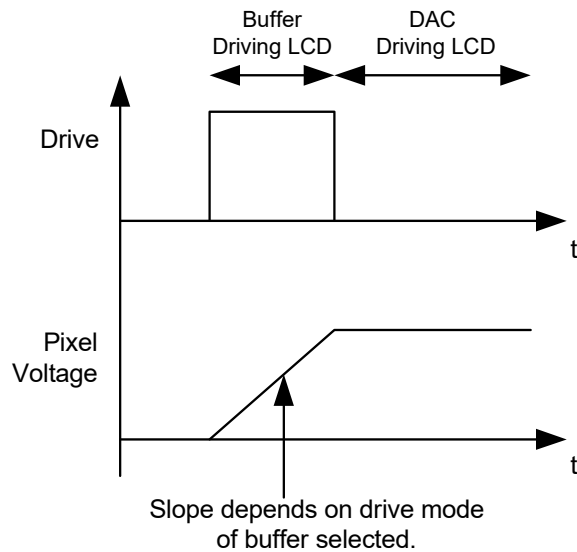 Buffer
Driving LCD
DAC
Driving LCD
Drive
t
Pixel
Voltage
t
Slope depends on drive mode
of buffer selected.